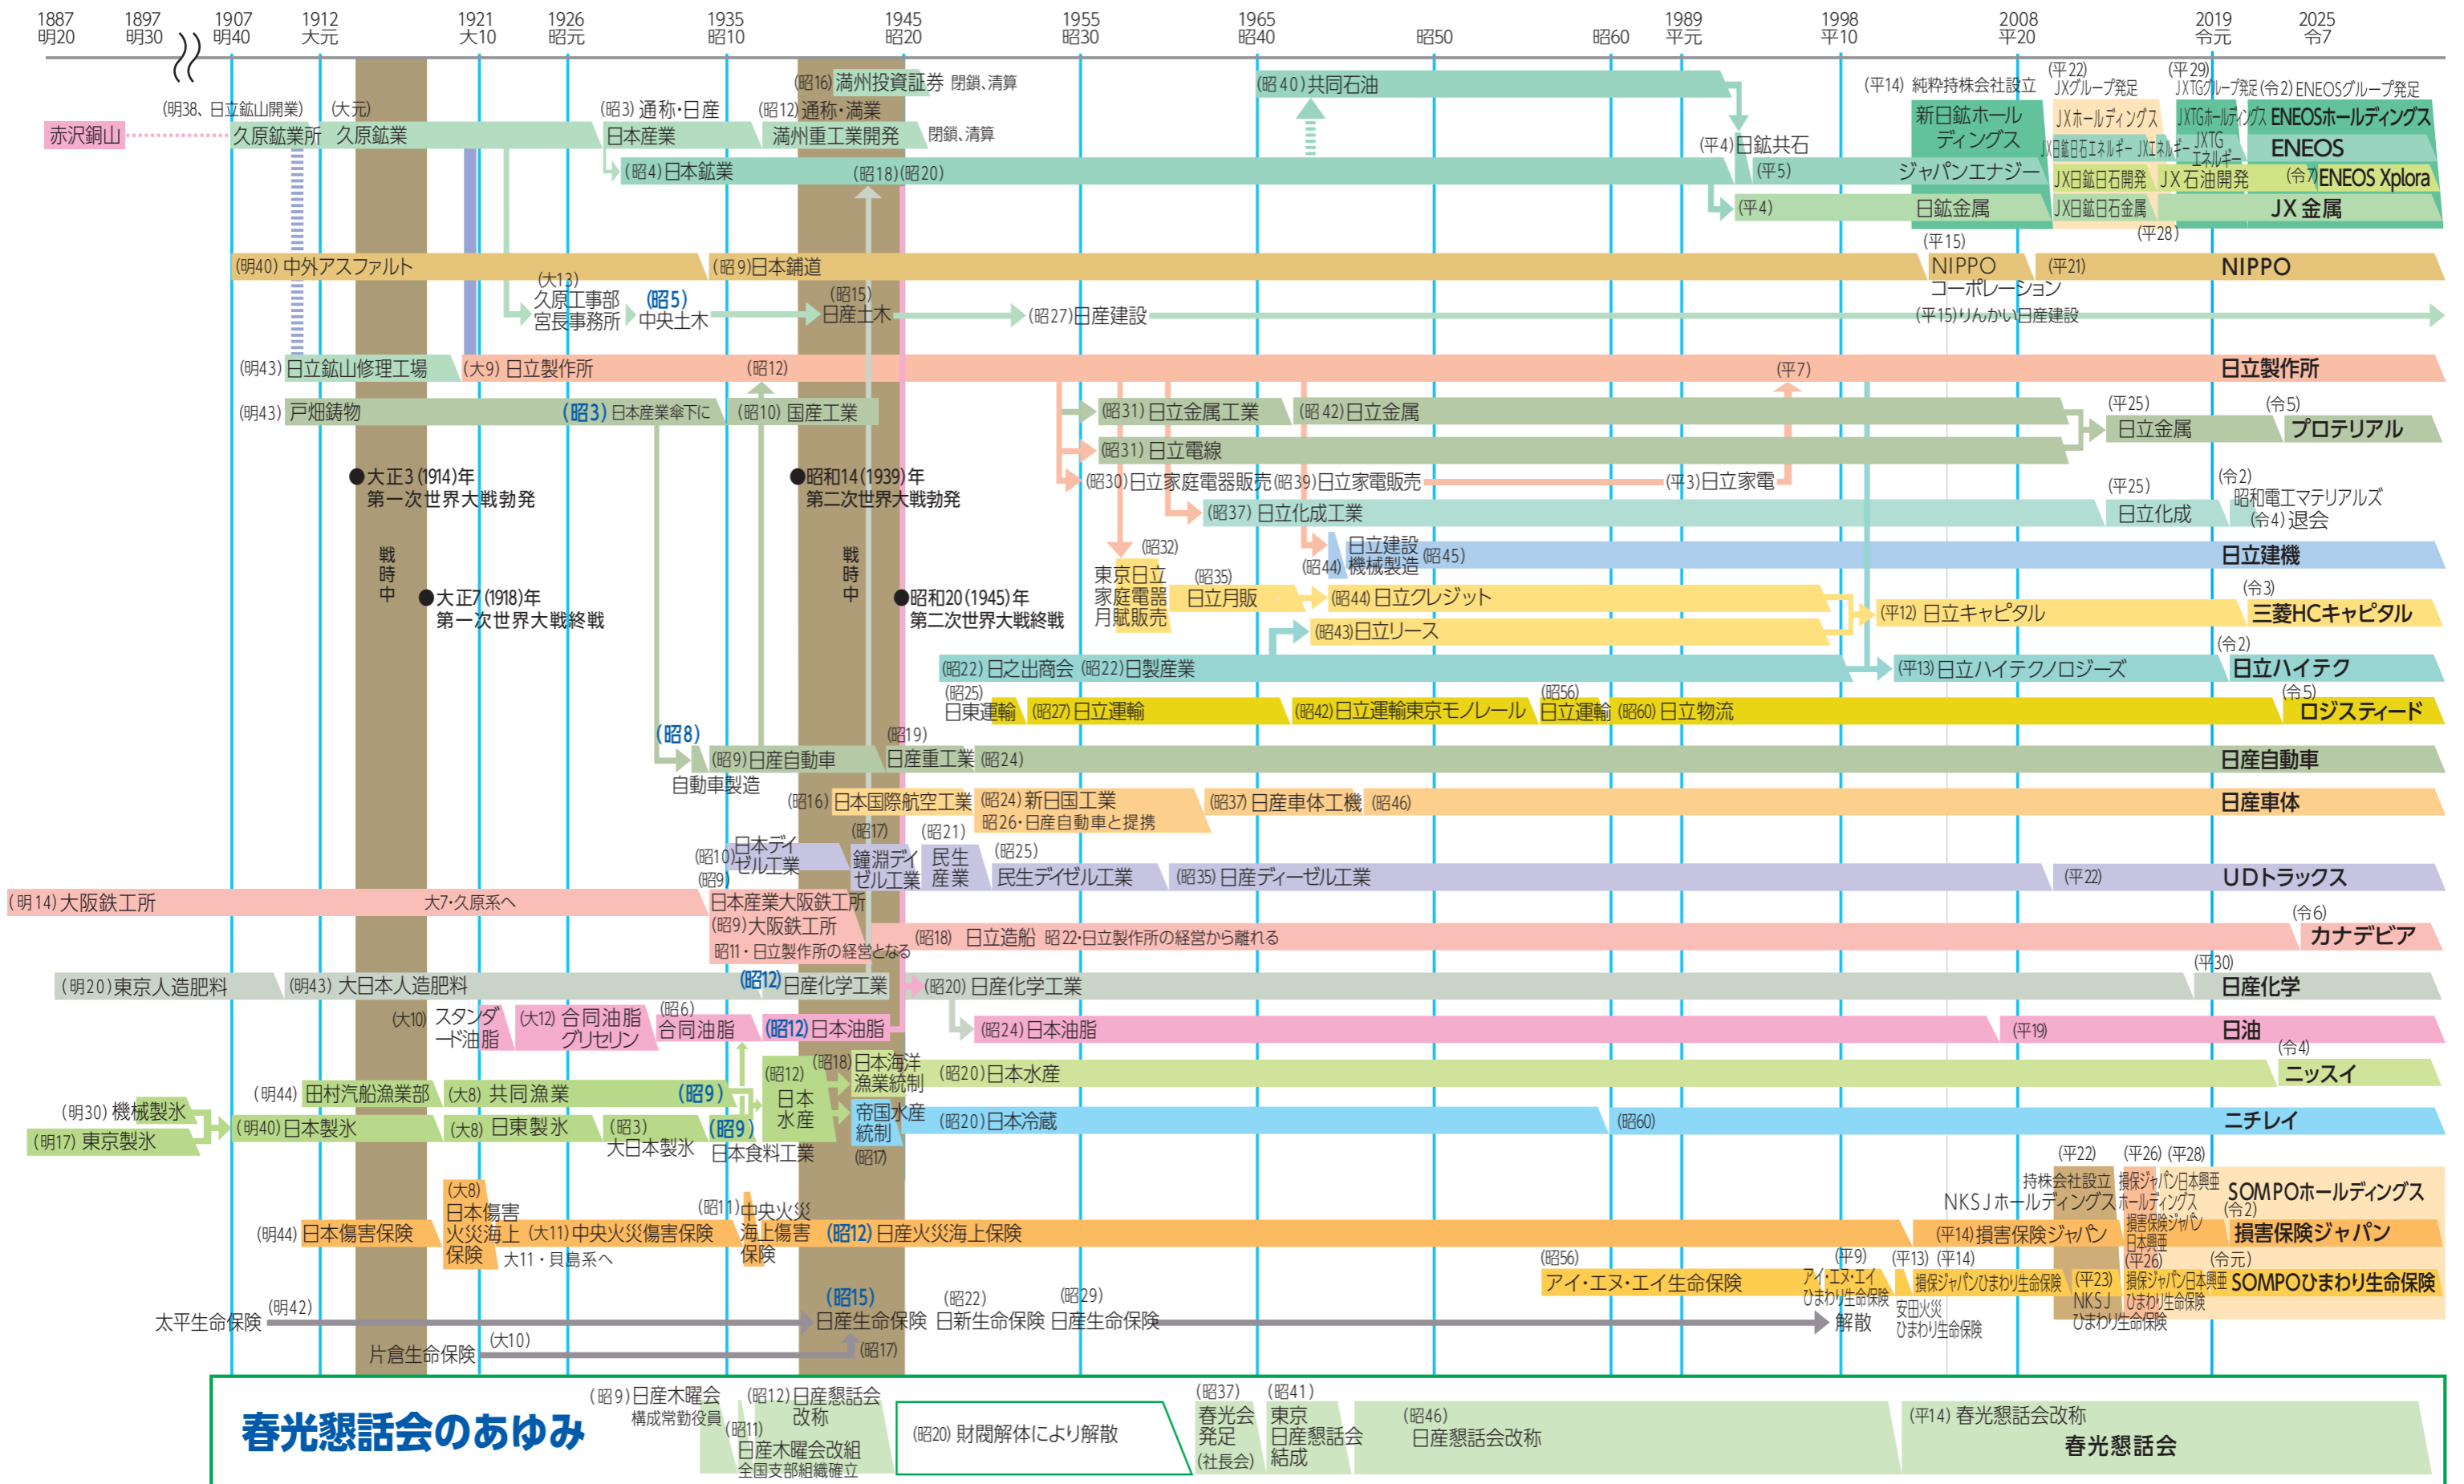 1887 1897 1907 1912 1921 1926 1935 1945 1955 1965 1989 1998 2008 2019 2025
明20 明30 明40 大元 大10 昭元 昭10 昭20 昭30 昭40 昭50 昭60 平元 平10 平20 令元 令7
(昭16) 満州投資証券 閉鎖、清算
(昭40) 共同石油
(平14) 純粋持株会社設立
(平22)
JXグループ発足
(平29)
JXTGグループ発足
(令2) ENEOSグループ発足
(明38、日立鉱山開業)
(大元)
(昭3) 通称・日産
(昭12) 通称・満業
赤沢銅山
久原鉱業所
久原鉱業
日本産業
満州重工業開発
閉鎖、清算
新日鉱ホール
ディングス
JXホールディングス
JXTGホールディングス
ENEOSホールディングス
(平4)日鉱共石
JX日鉱日石エネルギー
JXエネルギー
JXTG
エネルギー
ENEOS
(昭4)日本鉱業
(昭18)(昭20)
(平5)
ジャパンエナジー
JX日鉱日石開発
JX石油開発
(令7)
ENEOS Xplora
(平4)
日鉱金属
JX日鉱日石金属
JX金属
(平28)
(平15)
(明40) 中外アスファルト
(昭9)日本鋪道
NIPPO
コーポレーション
(平21)
NIPPO
(大13)
久原工事部
宮長事務所
(昭5)
中央土木
(昭15)
日産土木
(昭27)日産建設
(平15)りんかい日産建設
(明43)
日立鉱山修理工場
(大9) 日立製作所
(昭12)
(平7)
日立製作所
(明43) 戸畑鋳物
(昭3) 日本産業傘下に
(昭10) 国産工業
(昭31)日立金属工業
(昭42)日立金属
(平25)
日立金属
(令5)
プロテリアル
(昭31) 日立電線
●大正3(1914)年
第一次世界大戦勃発
●昭和14(1939)年
第二次世界大戦勃発
(昭30)日立家庭電器販売
(昭39)日立家電販売
(平3)日立家電
(昭37) 日立化成工業
(平25)
日立化成
(令2)
昭和電工マテリアルズ
(令4)退会
戦時中
戦時中
(昭32)
(昭44)
日立建設
機械製造
(昭45)
日立建機
●大正7(1918)年
第一次世界大戦終戦
●昭和20(1945)年
第二次世界大戦終戦
東京日立
家庭電器
月賦販売
(昭35)
日立月販
(昭44)日立クレジット
(平12) 日立キャピタル
(令3)
三菱HCキャピタル
(昭43)日立リース
(昭22) 日之出商会
(昭22)日製産業
(平13)日立ハイテクノロジーズ
(令2)
日立ハイテク
(昭25)
日東運輸
(昭27)日立運輸
(昭42)日立運輸東京モノレール
(昭56)
日立運輸
(昭60) 日立物流
(令5)
ロジスティード
(昭8)
自動車製造
(昭9)日産自動車
(昭19)
日産重工業
(昭24)
日産自動車
(昭16) 日本国際航空工業
(昭24)新日国工業
昭26・日産自動車と提携
(昭37) 日産車体工機
(昭46)
日産車体
(昭10)
日本デイ
ゼル工業
(昭17)
鐘淵デイ
ゼル工業
(昭21)
民生
産業
(昭25)
民生デイゼル工業
(昭35) 日産ディーゼル工業
(平22)
UDトラックス
(明14)大阪鉄工所
大7・久原系へ
(昭9)
日本産業大阪鉄工所
(昭9)大阪鉄工所
昭11・日立製作所の経営となる
(昭18) 日立造船 昭22・日立製作所の経営から離れる
(令6)
カナデビア
(明20)東京人造肥料
(明43) 大日本人造肥料
(昭12)
日産化学工業
(昭20) 日産化学工業
(平30)
日産化学
(大10) スタンダ
ード油脂
(大12) 合同油脂
グリセリン
(昭6)
合同油脂
(昭12)日本油脂
(昭24)日本油脂
(平19)
日油
(明44) 田村汽船漁業部
(大8) 共同漁業
(昭9)
(昭12)
日本
水産
(昭18)日本海洋
漁業統制
(昭20)日本水産
(令4)
ニッスイ
(明30) 機械製氷
(明17) 東京製氷
(明40)日本製氷
(大8) 日東製氷
(昭3)
大日本製氷
(昭9)
日本食料工業
帝国水産
統制
(昭17)
(昭20)日本冷蔵
(昭60)
ニチレイ
(明44) 日本傷害保険
(大8)
日本傷害
火災海上
保険
(大11)中央火災傷害保険
大11・貝島系へ
(昭11)
中央火災
海上傷害
保険
(昭12) 日産火災海上保険
(平14)損害保険ジャパン
(平22)
持株会社設立
NKSJホールディングス
(平26)
損保ジャパン日本興亜
ホールディングス
損害保険ジャパン
日本興亜
(平28)
SOMPOホールディングス
(令2)
損害保険ジャパン
(昭56)
アイ・エヌ・エイ生命保険
(平9)
アイ・エヌ・エイ
ひまわり生命保険
(平13)
安田火災
ひまわり生命保険
(平14)
損保ジャパンひまわり生命保険
(平23)
NKSJ
ひまわり生命保険
(平26)
損保ジャパン日本興亜
ひまわり生命保険
(令元)
SOMPOひまわり生命保険
太平生命保険
(明42)
(昭15)
日産生命保険
(昭22)
日新生命保険
(昭29)
日産生命保険
解散
片倉生命保険
(大10)
(昭17)
春光懇話会のあゆみ
(昭9)日産木曜会
構成常勤役員
(昭11)
日産木曜会改組
全国支部組織確立
(昭12)日産懇話会
改称
(昭20) 財閥解体により解散
(昭37)
春光会
発足
(社長会)
(昭41)
東京
日産懇話会
結成
(昭46)
日産懇話会改称
(平14) 春光懇話会改称
春光懇話会